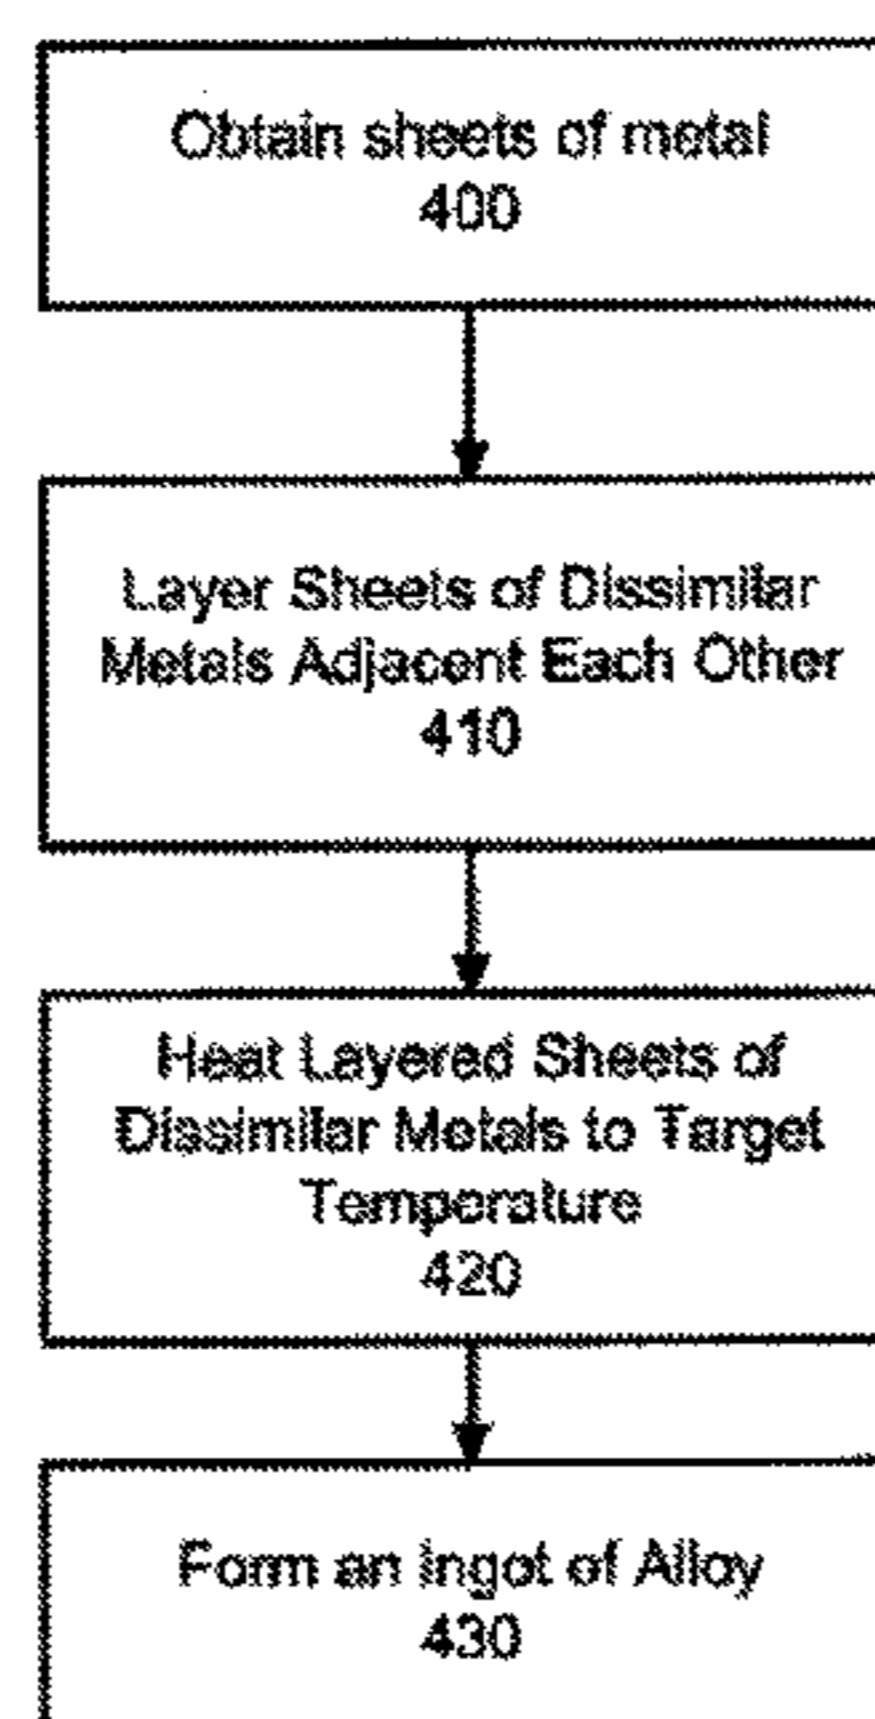 Obtain sheets of metal
400
Layer Sheets of Dissimilar
Metals Adjacent Each Other
410
Heat Layered Sheets of
Dissimilar Metals to Target
Temperature
420
Form an Ingot of Alloy
430